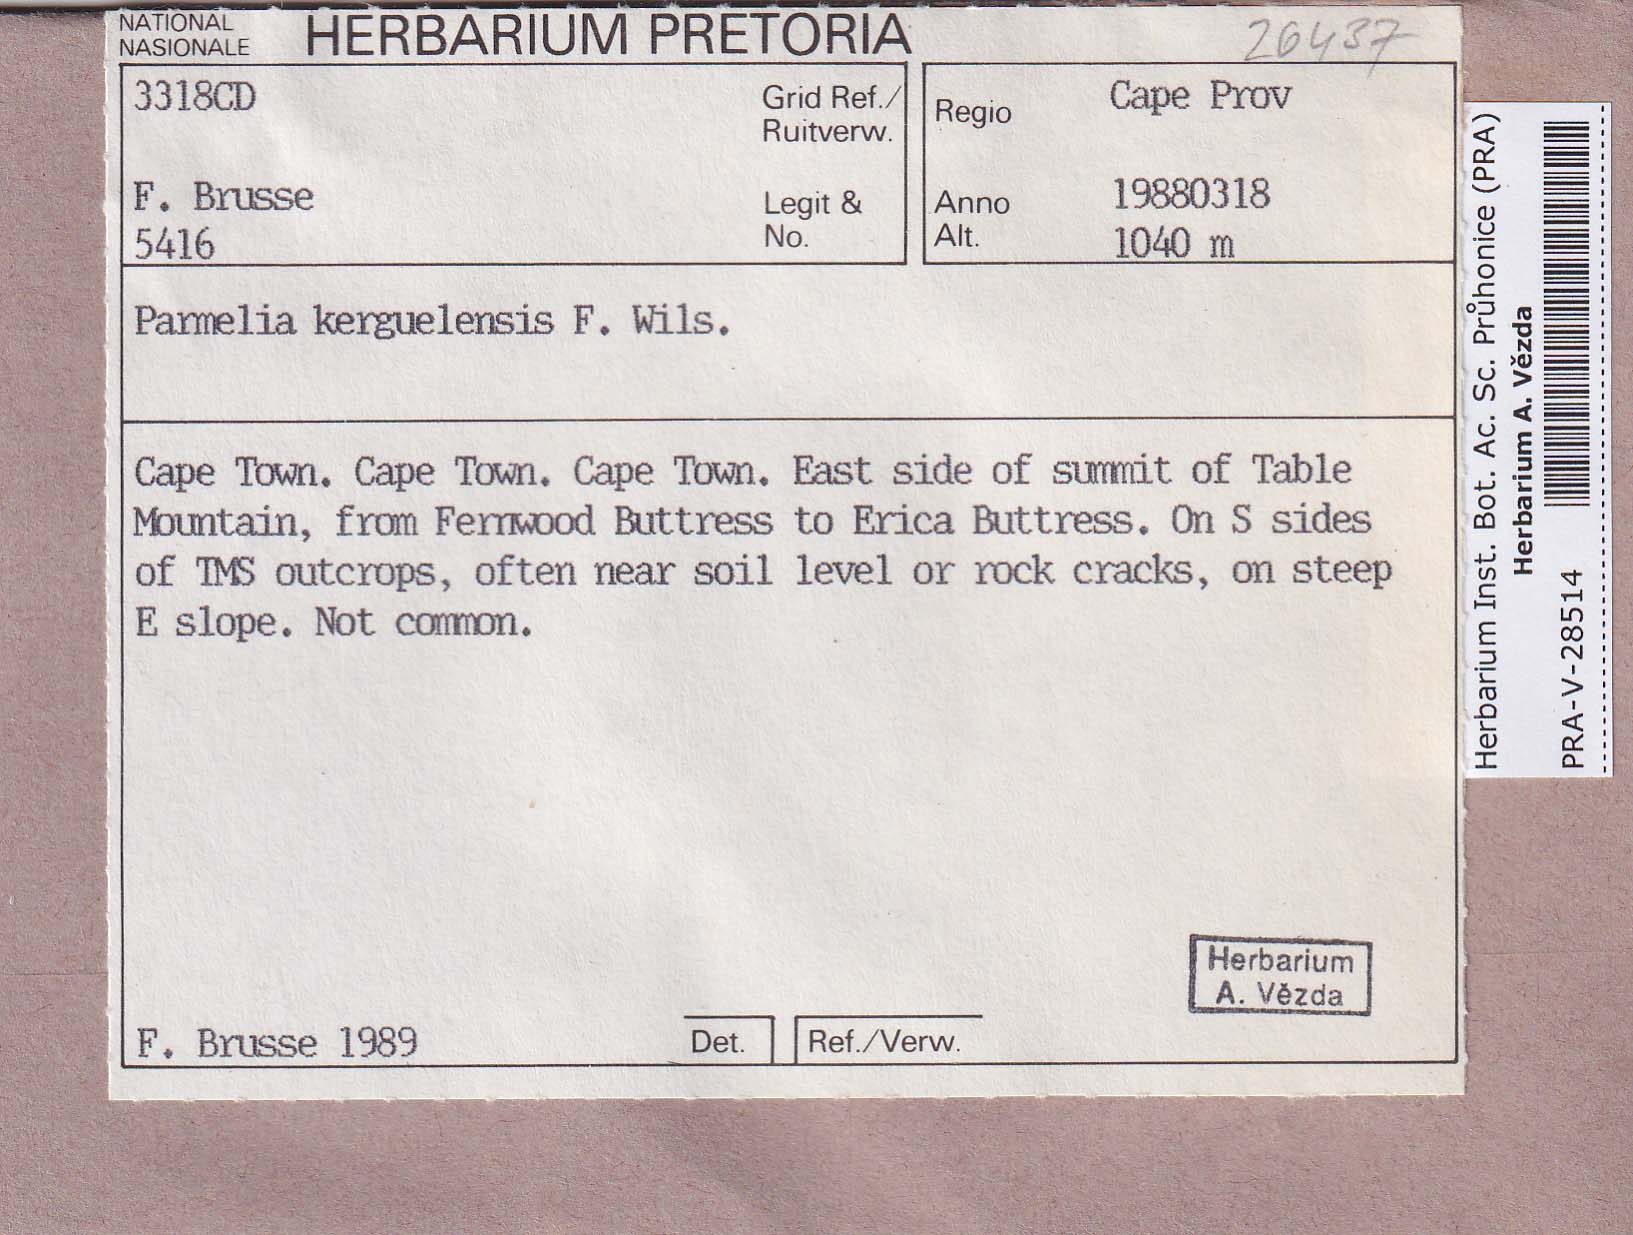 NATIONAL
NASIONALE
HERBARIUM PRETORIA
26437
3318CD
Grid Ref./
Ruitverw.
F. Brusse
Legit &
5416
No.
Regio
Cape Prov
Anno
19880318
Alt.
1040 m
Parmelia kerguelensis F. Wils.
Cape Town. Cape Town. Cape Town. East side of summit of Table
Mountain, from Fernwood Buttress to Erica Buttress. On S sides
of TMS outcrops, often near soil level or rock cracks, on steep
E slope. Not common.
Herbarium
A. Vězda
F. Brusse 1989
Det.
Ref./Verw.
Herbarium Inst. Bot. Ac. Sc. Průhonice (PRA)
Herbarium A. Vězda
PRA-V-28514